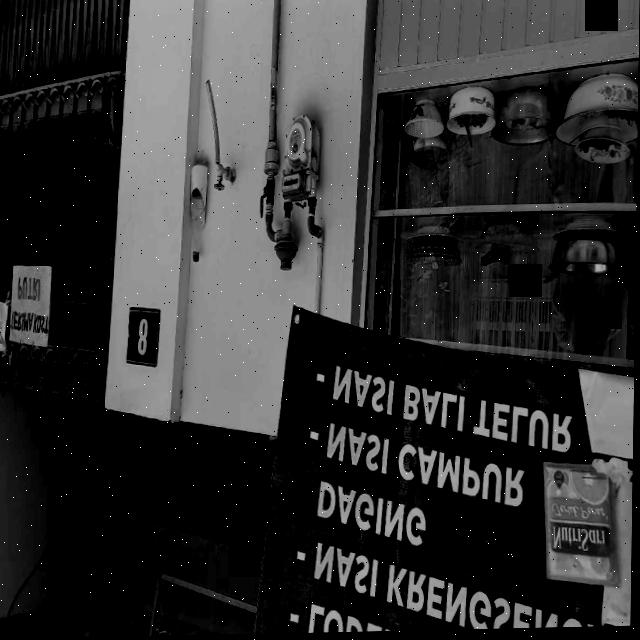 - NASI KRENGSENG
DAGING
- NASI CAMPUR
- NASI BALI TELUR
NutriSari
8